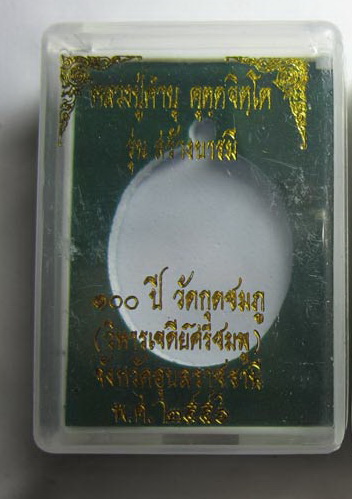 หลวงปู่คำบุ คุตฺตจิตฺโต
รุ่น สร้างบารมี
๑๐๐ ปี วัดกุดชมภู
(วิหารเจดีย์ศรีชมพู)
จังหวัดอุบลราชธานี
พ.ศ. ๒๕๕๖